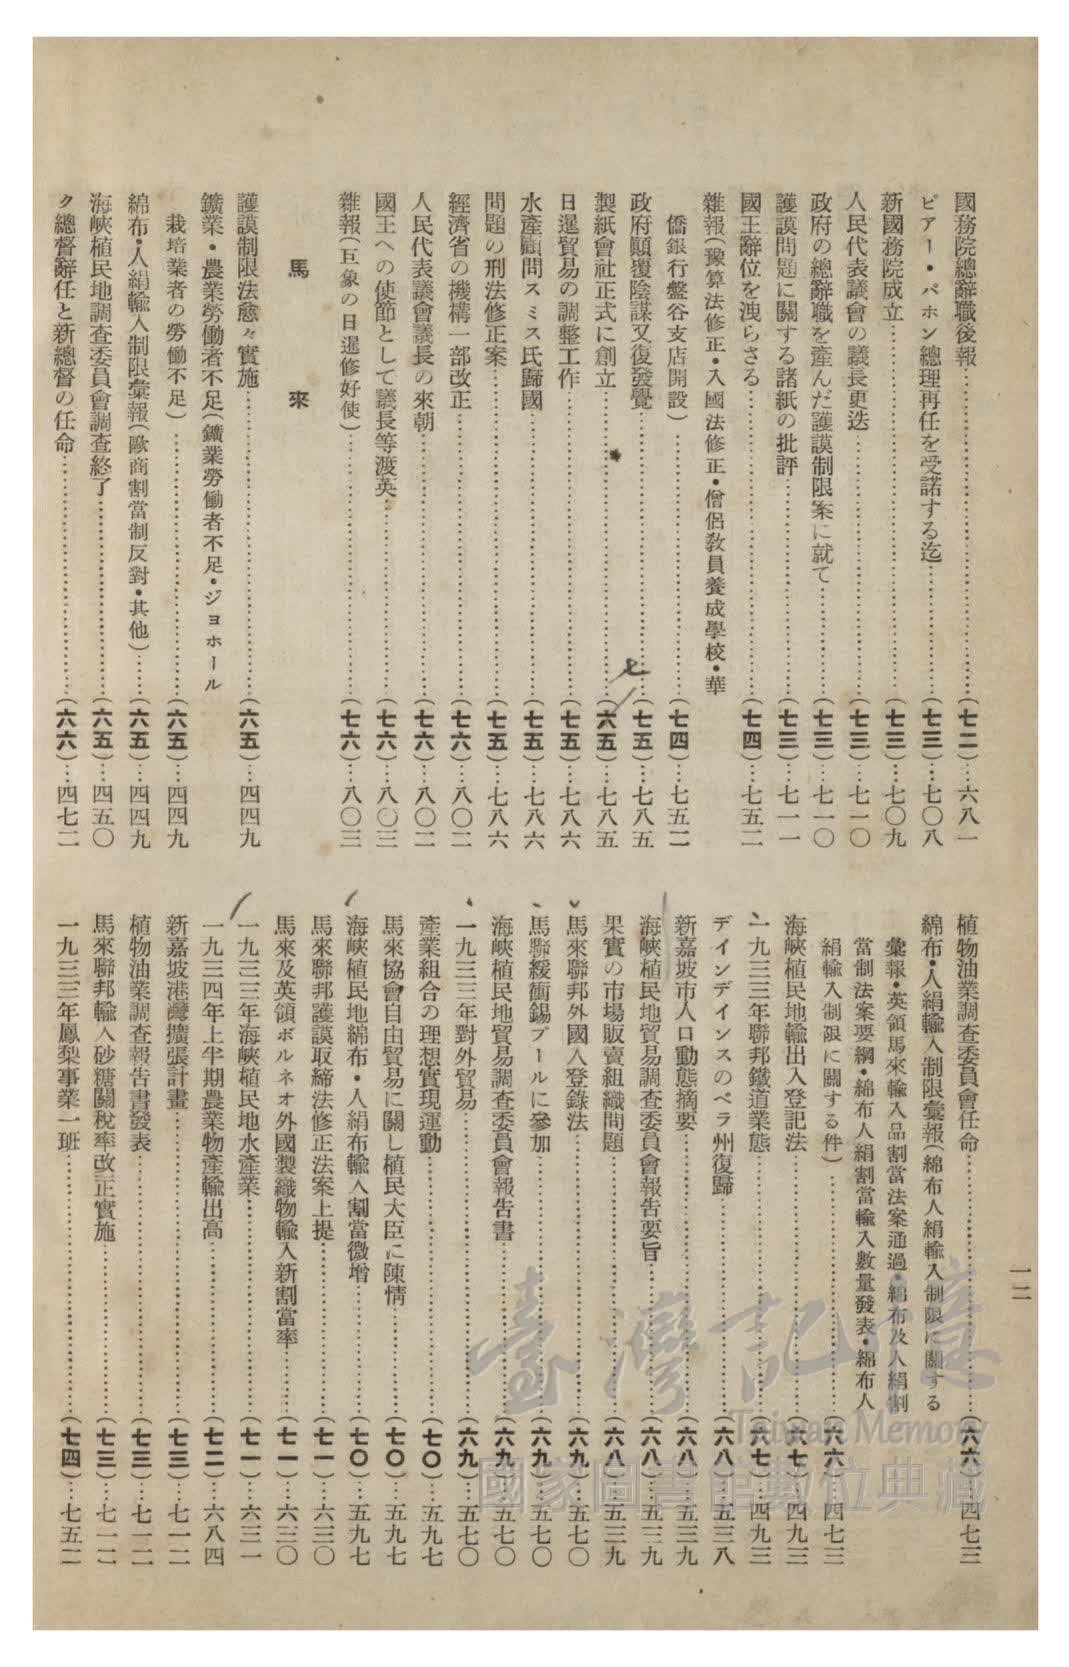 國務院總辭職後報…(七二)…六八一
ピアー・パホン總理再任を受諾する迄…(七三)…七〇八
新國務院成立…(七三)…七〇九
人民代表議會の議長更迭…(七三)…七一〇
政府の總辭職を產んだ護謨制限案に就て…(七三)…七一〇
護謨問題に關する諸紙の批評…(七三)…七一一
國王辭位を洩らさる…(七四)…七五二
雜報(豫算法修正・入國法修正・僧侶敎員養成學校・華
僑銀行盤谷支店開設)…(七四)…七五二
政府顚覆陰謀又復發覺…(七五)…七八五
製紙會社正式に創立…(六五)…七八五
七
日暹貿易の調整工作…(七五)…七八六
水產顧問スミス氏歸國…(七五)…七八六
問題の刑法修正案…(七五)…七八六
經濟省の機構一部改正…(七六)…八〇二
人民代表議會議長の來朝…(七六)…八〇二
國王への使節として議長等渡英…(七六)…八〇三
雜報(巨象の日暹修好使)…(七六)…八〇三
馬來
護謨制限法愈々實施…(六五)…四四九
鑛業・農業勞働者不足(鑛業勞働者不足・ジョホール
栽培業者の勞働不足)…(六五)…四四九
綿布・人絹輸入制限彙報(歐商割當制反對・其他)…(六五)…四四九
海峽植民地調査委員會調査終了…(六五)…四五〇
ク總督辭任と新總督の任命…(六六)…四七二
植物油業調査委員會任命…(六六)…四七三
綿布・人絹輸入制限彙報(綿布人絹輸入制限に關する
彙報・英領馬來輸入品割當法案通過・綿布及人絹割
當制法案要綱・綿布人絹割當輸入數量發表・綿布人
絹輸入制限に關する件)…(六六)…四七三
海峽植民地輸出入登記法…(六七)…四九三
一九三三年聯邦鐵道業態…(六七)…四九三
デインデインスのペラ州復歸…(六八)…五三八
新嘉坡市人口動態摘要…(六八)…五三九
海峽植民地貿易調査委員會報告要旨…(六八)…五三九
果實の市場販賣組織問題…(六八)…五三九
馬來聯邦外國人登錄法…(六九)…五七〇
馬聯緩衝錫プールに參加…(六九)…五七〇
海峽植民地貿易調査委員會報告書…(六九)…五七〇
一九三三年對外貿易…(六九)…五七〇
產業組合の理想實現運動…(七〇)…五九七
馬來協會自由貿易に關し植民大臣に陳情…(七〇)…五九七
海峽植民地綿布・人絹布輸入割當微增…(七〇)…五九七
馬來聯邦護謨取締法修正法案上提…(七一)…六三〇
馬來及英領ボルネオ外國製織物輸入新割當率…(七一)…六三〇
一九三三年海峽植民地水產業…(七一)…六三一
一九三四年上半期農業物產輸出高…(七二)…六八四
新嘉坡港灣擴張計畫…(七三)…七一二
植物油業調査報告書發表…(七三)…七一二
馬來聯邦輸入砂糖關稅率改正實施…(七三)…七一二
一九三三年鳳梨事業一班…(七四)…七五二
一二
臺灣記憶
Taiwan Memory
國家圖書館數位典藏